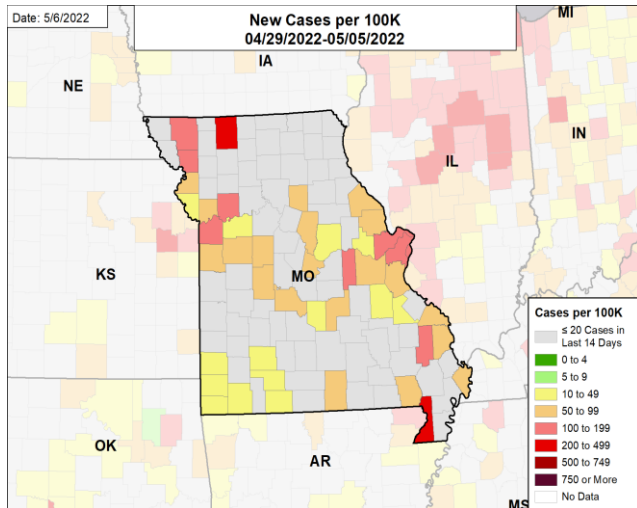 Date: 5/6/2022
New Cases per 100K
04/29/2022-05/05/2022
MI
IA
NE
IL
IN
KS
MO
OK
AR
MS
Cases per 100K
≤ 20 Cases in
Last 14 Days
0 to 4
5 to 9
10 to 49
50 to 99
100 to 199
200 to 499
500 to 749
750 or More
No Data